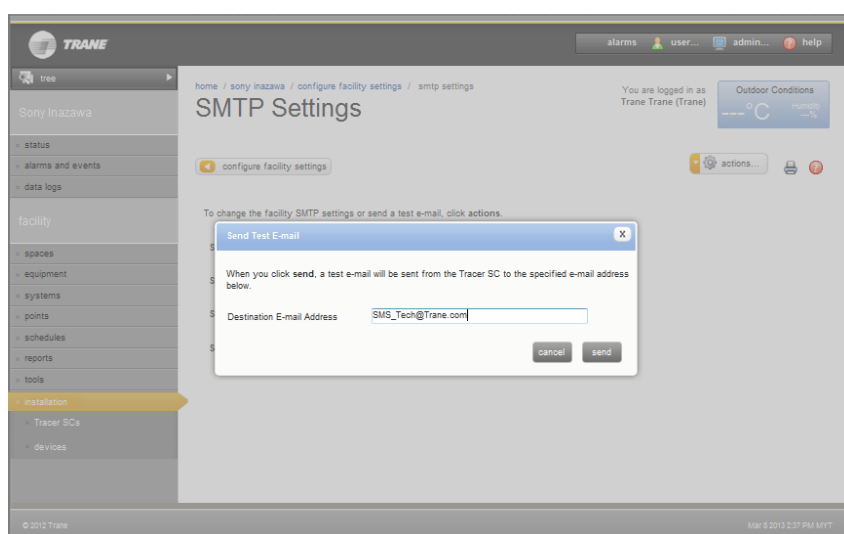 TRANE
alarms user... admin... help
tree
home / sony inazawa / configure facility settings / smtp settings
SMTP Settings
You are logged in as
Trane Trane (Trane)
Outdoor Conditions
---°C
Humidity
--%
Sony Inazawa
status
alarms and events
data logs
configure facility settings
actions...
To change the facility SMTP settings or send a test e-mail, click actions.
facility
spaces
equipment
systems
points
schedules
reports
tools
installation
Tracer SCs
devices
Send Test E-mail
X
S
S
S
S
When you click send, a test e-mail will be sent from the Tracer SC to the specified e-mail address
below.
Destination E-mail Address SMS_Tech@Trane.com
cancel send
© 2012 Trane
Mar 6 2013 2:37 PM MYT